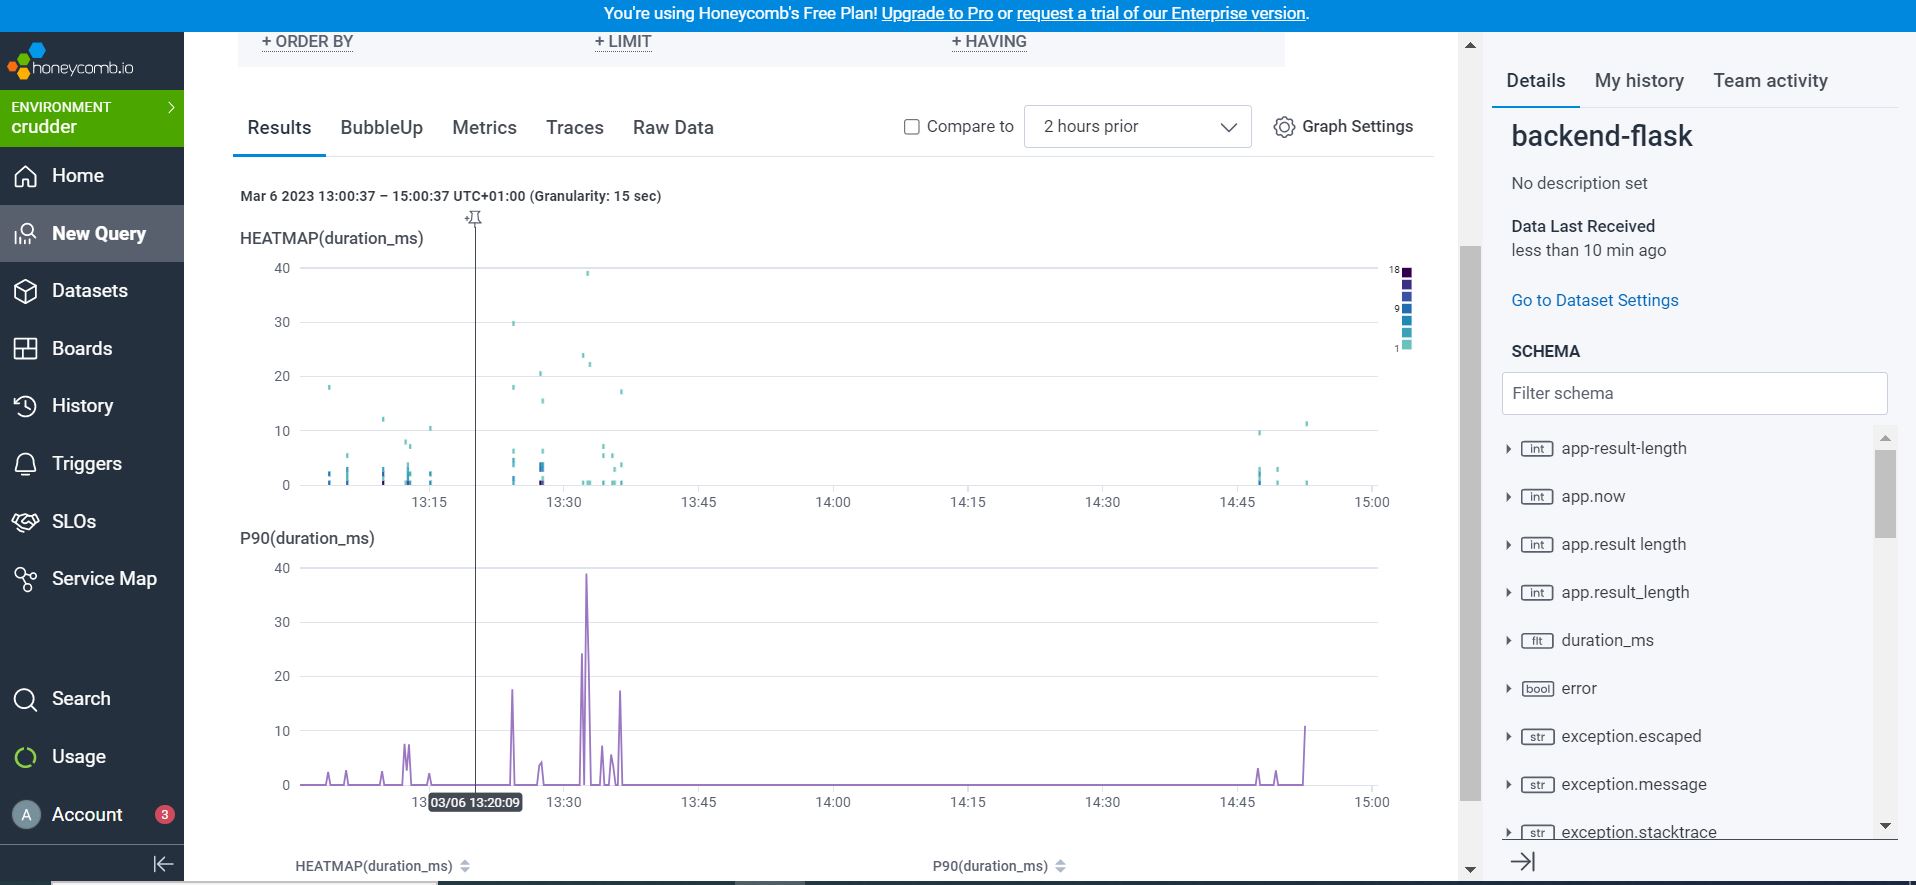 You're using Honeycomb's Free Plan! Upgrade to Pro or request a trial of our Enterprise version.
honeycomb.io
ENVIRONMENT
crudder
Home
New Query
Datasets
Boards
History
Triggers
SLOs
Service Map
Search
Usage
A Account 3
+ ORDER BY + LIMIT + HAVING
Results BubbleUp Metrics Traces Raw Data Compare to 2 hours prior Graph Settings
Mar 6 2023 13:00:37 – 15:00:37 UTC+01:00 (Granularity: 15 sec)
HEATMAP(duration_ms)
40
30
20
10
0
13:15 13:30 13:45 14:00 14:15 14:30 14:45 15:00
18
9
1
P90(duration_ms)
40
30
20
10
0
13 03/06 13:20:09 13:30 13:45 14:00 14:15 14:30 14:45 15:00
HEATMAP(duration_ms) P90(duration_ms)
Details My history Team activity
backend-flask
No description set
Data Last Received
less than 10 min ago
Go to Dataset Settings
SCHEMA
Filter schema
int app-result-length
int app.now
int app.result length
int app.result_length
flt duration_ms
bool error
str exception.escaped
str exception.message
str exception.stacktrace